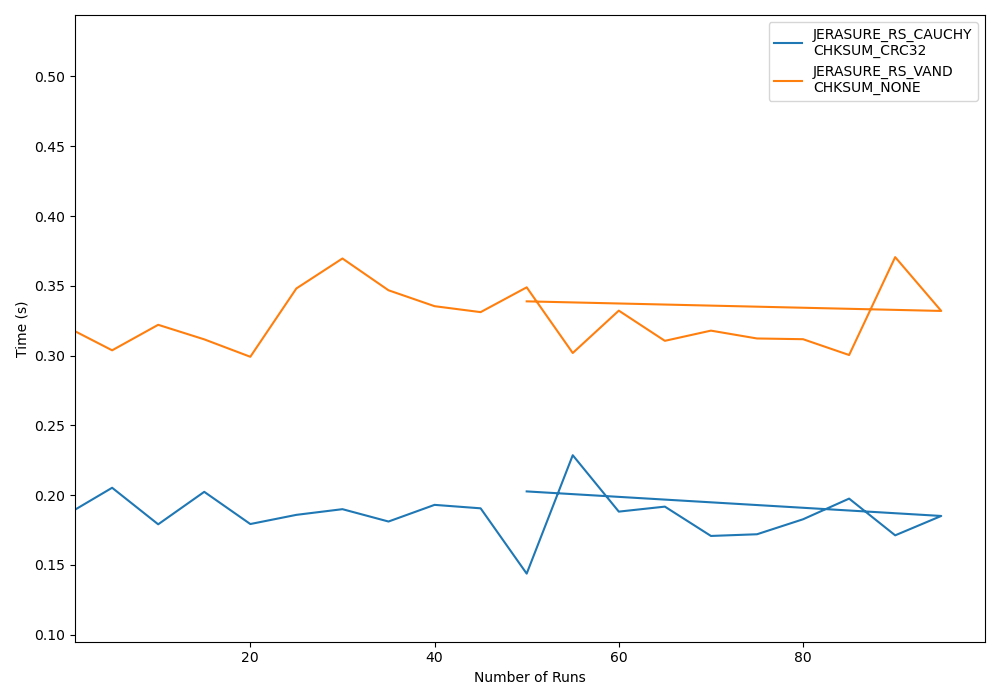 JERASURE_RS_CAUCHY
CHKSUM_CRC32
JERASURE_RS_VAND
CHKSUM_NONE
0.50
0.45
0.40
0.35
0.30
0.25
0.20
0.15
0.10
Time (s)
20 40 60 80
Number of Runs